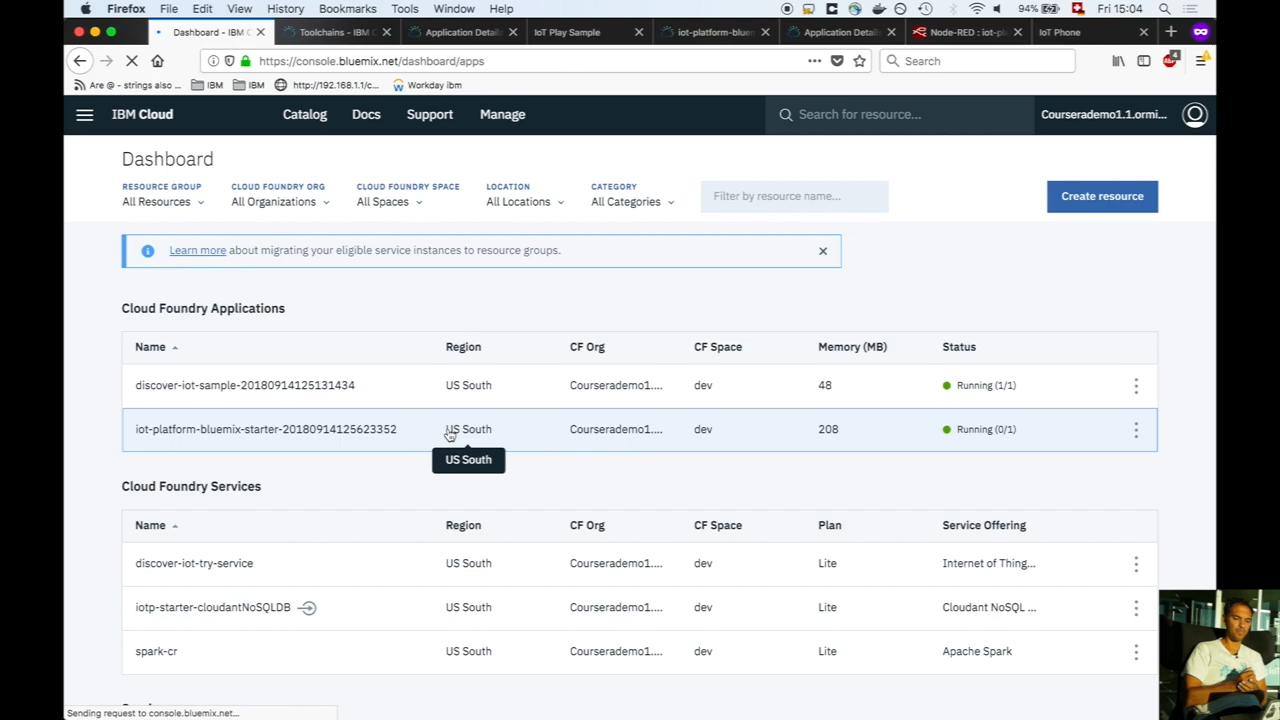 Firefox File Edit View History Bookmarks Tools Window Help 94% Fri 15:04
Dashboard - IBM C Toolchains - IBM C Application Details IoT Play Sample iot-platform-bluem Application Details Node-RED : iot-pl IoT Phone
https://console.bluemix.net/dashboard/apps Search
Are @ - strings also ... IBM IBM http://192.168.1.1/c... Workday ibm
IBM Cloud Catalog Docs Support Manage Search for resource... Courserademo1.1.ormi...
Dashboard
RESOURCE GROUP CLOUD FOUNDRY ORG CLOUD FOUNDRY SPACE LOCATION CATEGORY
All Resources All Organizations All Spaces All Locations All Categories Filter by resource name... Create resource
Learn more about migrating your eligible service instances to resource groups.
Cloud Foundry Applications
Name Region CF Org CF Space Memory (MB) Status
discover-iot-sample-20180914125131434 US South Courserademo1.... dev 48 Running (1/1)
iot-platform-bluemix-starter-20180914125623352 US South Courserademo1.... dev 208 Running (0/1)
US South
Cloud Foundry Services
Name Region CF Org CF Space Plan Service Offering
discover-iot-try-service US South Courserademo1.... dev Lite Internet of Thing...
iotp-starter-cloudantNoSQLDB US South Courserademo1.... dev Lite Cloudant NoSQL ...
spark-cr US South Courserademo1.... dev Lite Apache Spark
Sending request to console.bluemix.net...